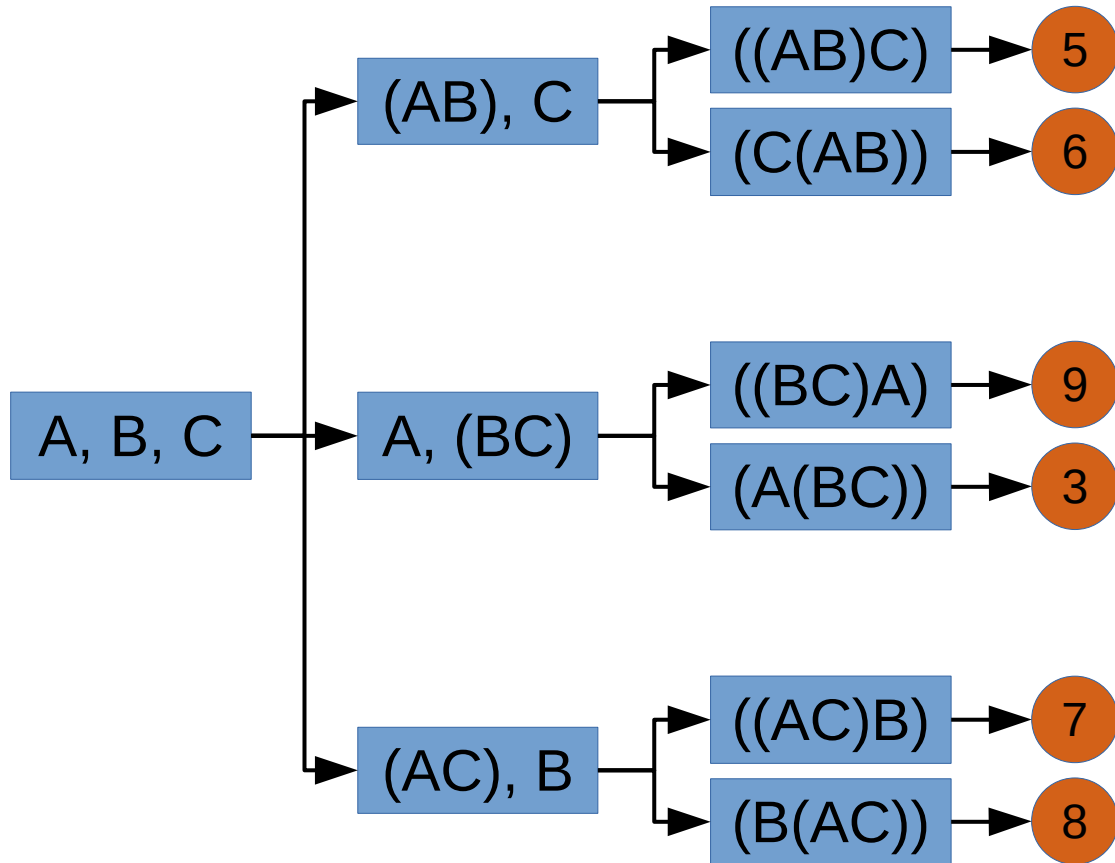 ((AB)C)
5
(AB), C
(C(AB))
6
((BC)A)
9
A, B, C
A, (BC)
(A(BC))
3
((AC)B)
7
(AC), B
(B(AC))
8